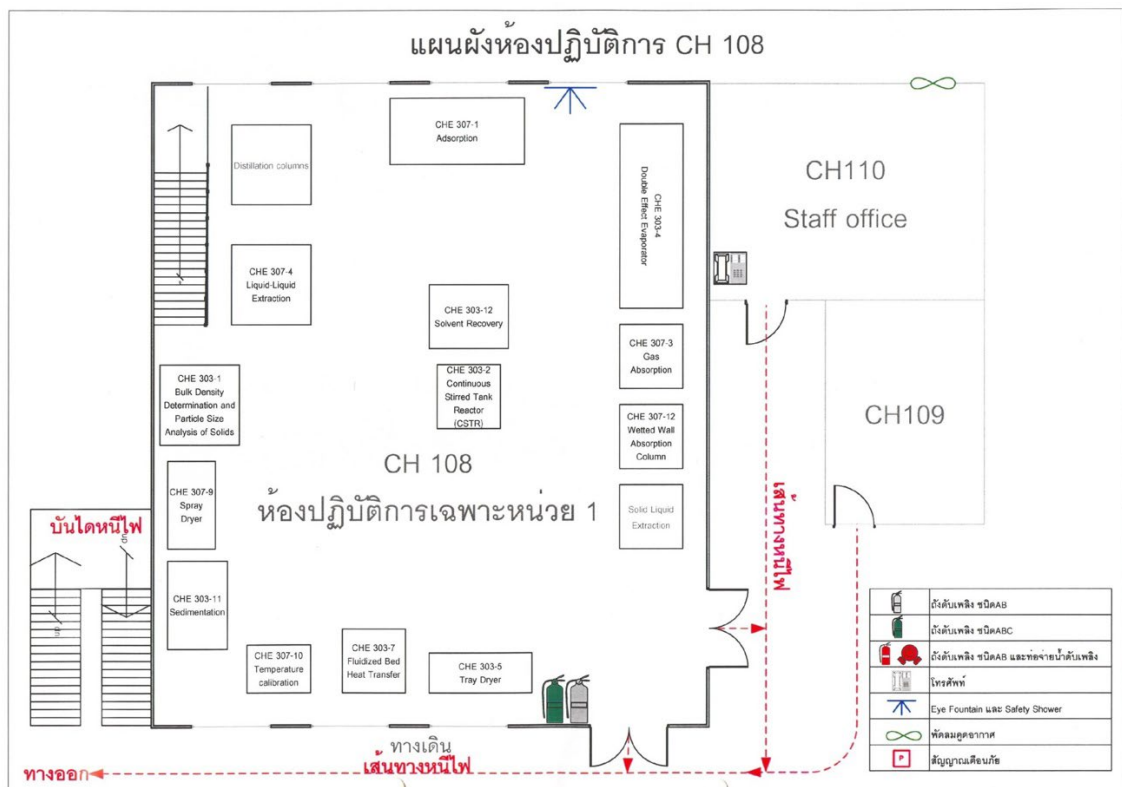 แผนผังห้องปฏิบัติการ CH 108
CHE 307-1
Adsorption
Distillation columns
CHE 303-4
Double Effect Evaporator
CH110
Staff office
CHE 307-4
Liquid-Liquid
Extraction
CHE 303-12
Solvent Recovery
CHE 307-3
Gas
Absorption
CHE 303-1
Bulk Density
Determination and
Particle Size
Analysis of Solids
CHE 303-2
Continuous
Stirred Tank
Reactor
(CSTR)
CHE 307-12
Wetted Wall
Absorption
Column
CH109
CH 108
ห้องปฏิบัติการเฉพาะหน่วย 1
CHE 307-9
Spray
Dryer
Solid Liquid
Extraction
เส้นทางหนีไฟ
บันไดหนีไฟ
CHE 303-11
Sedimentation
CHE 307-10
Temperature
calibration
CHE 303-7
Fluidized Bed
Heat Transfer
CHE 303-5
Tray Dryer
ถังดับเพลิง ชนิดAB
ถังดับเพลิง ชนิดABC
ถังดับเพลิง ชนิดAB และท่อจ่ายน้ำดับเพลิง
โทรศัพท์
Eye Fountain และ Safety Shower
พัดลมดูดอากาศ
P
สัญญาณเตือนภัย
ทางเดิน
เส้นทางหนีไฟ
ทางออก